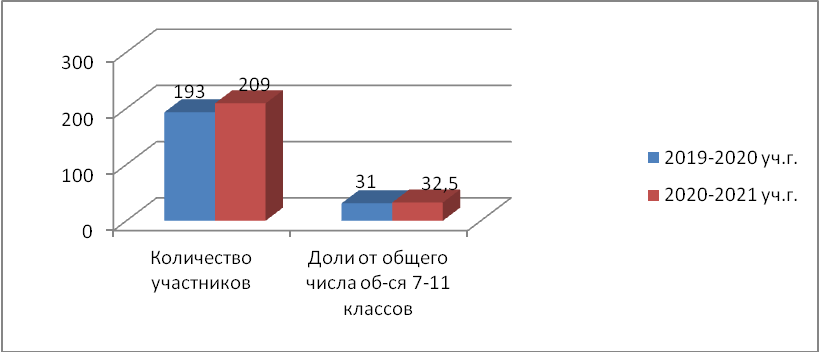 300
200
100
0
193
209
31
32,5
Количество
участников
Доли от общего
числа об-ся 7-11
классов
2019-2020 уч.г.
2020-2021 уч.г.